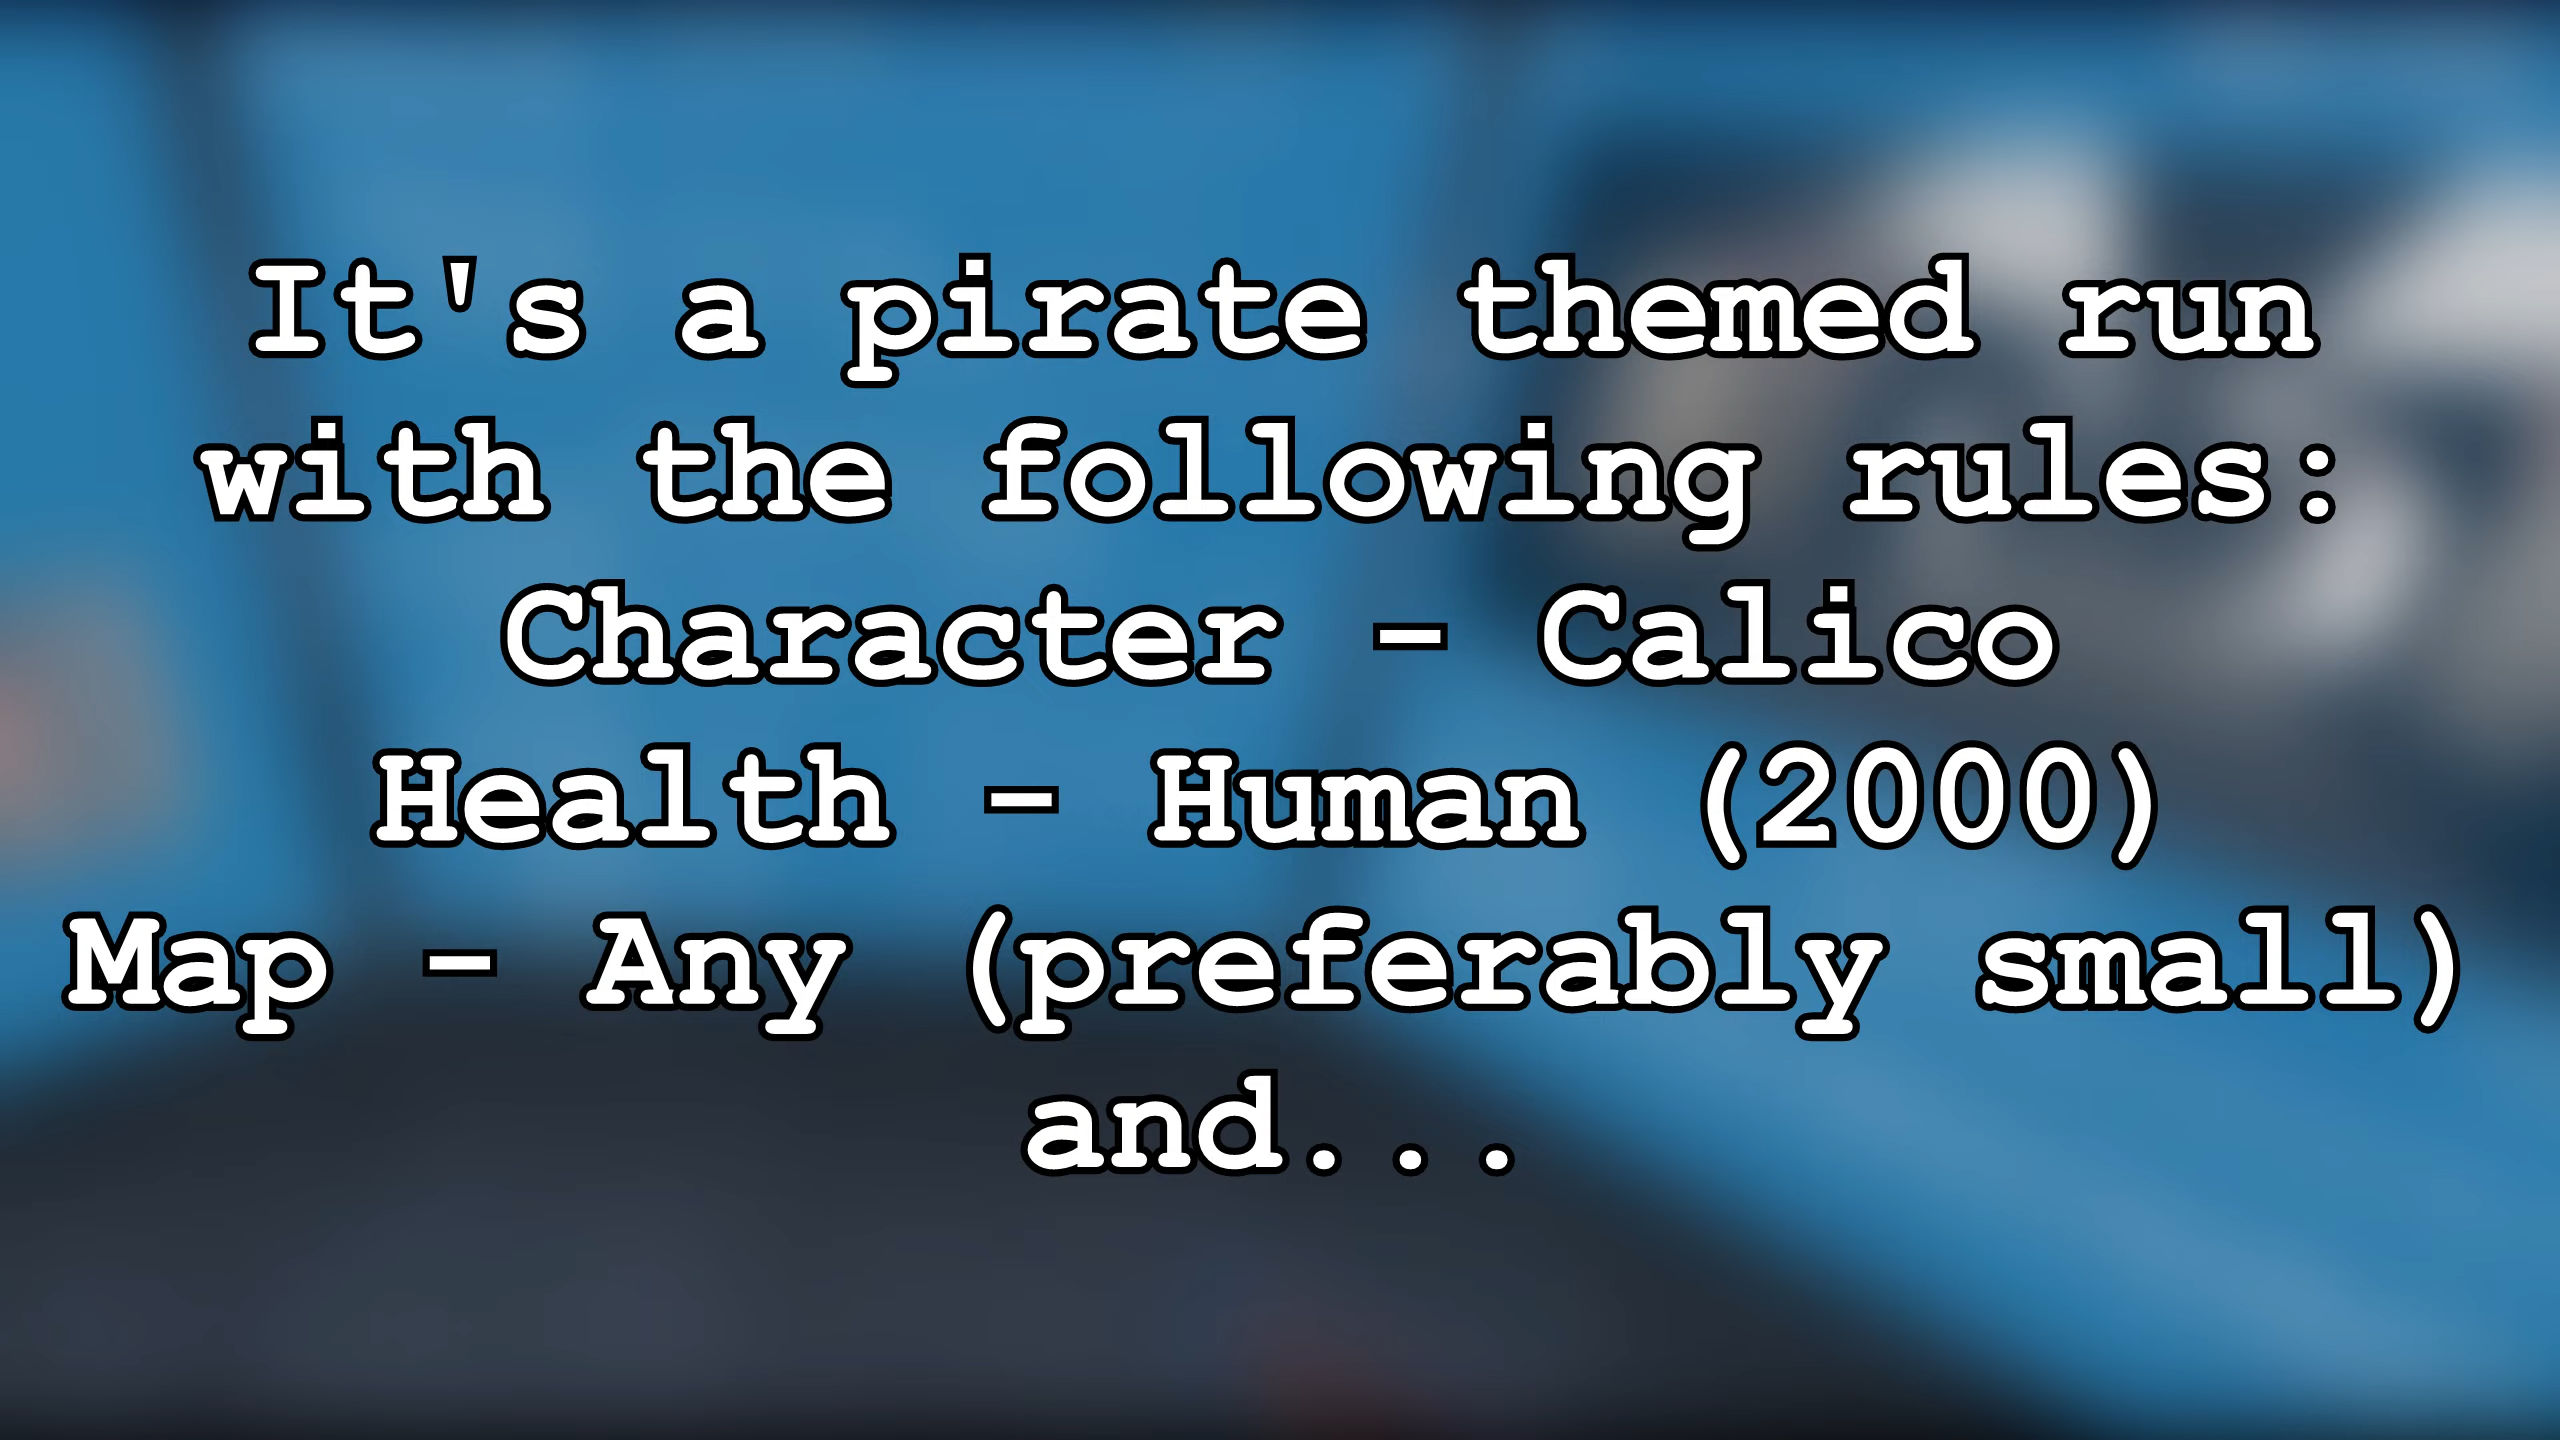 It's a pirate themed run
with the following rules:
Character - Calico
Health - Human (2000)
Map - Any (preferably small)
and...